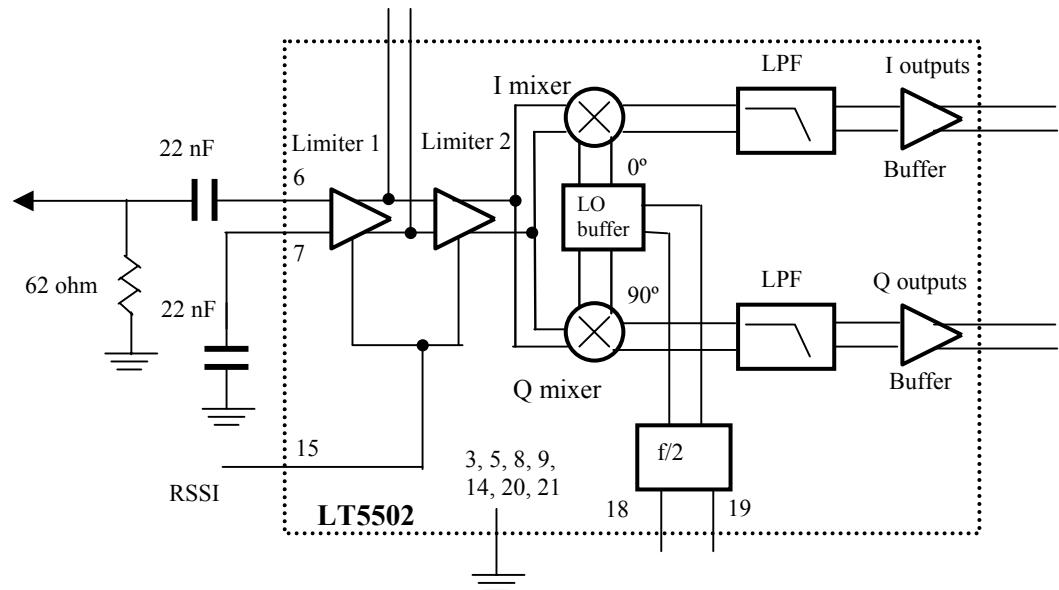 LPF
I outputs
I mixer
22 nF
Limiter 1
Limiter 2
6
0º
Buffer
LO
buffer
7
62 ohm
22 nF
90º
LPF
Q outputs
Q mixer
Buffer
15
3, 5, 8, 9,
14, 20, 21
f/2
RSSI
LT5502
18
19